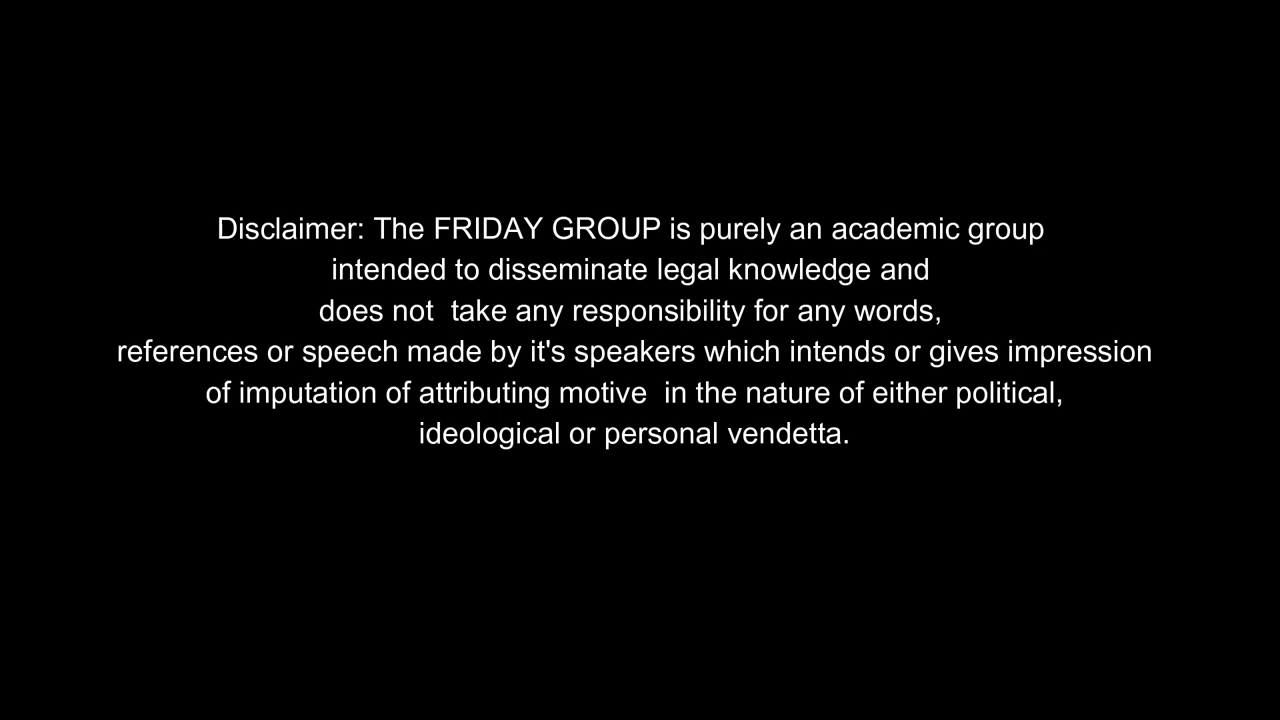 Disclaimer: The FRIDAY GROUP is purely an academic group
intended to disseminate legal knowledge and
does not  take any responsibility for any words,
references or speech made by it's speakers which intends or gives impression
of imputation of attributing motive  in the nature of either political,
ideological or personal vendetta.